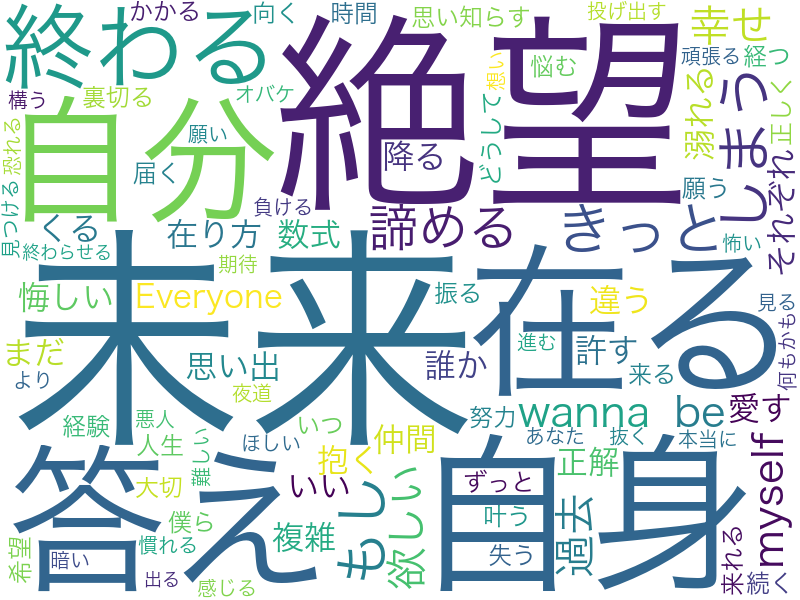 かかる
向く
時間
思い知らす
投げ出す
幸せ
終わる
絶望
想い
悩む
頑張る
経つ
構う
裏切る
オバケ
どうして
溺れる
しまう
正しく
恐れる
自分
願い
降る
届く
それぞれ
見つける
負ける
諦める
きっと
願う
くる
在り方
数式
怖い
終わらせる
期待
悔しい
Everyone
振る
違う
見る
未来
在る
まだ
思い出
誰か
進む
許す
来る
何もかも
より
夜道
wanna be
愛す
経験
悪人
いつ
仲間
努力
あなた
抜く
本当に
人生
難しい
ほしい
抱く
正解
myself
答え
大切
いい
もし
欲しい
ずっと
自身
過去
僕ら
複雑
叶う
希望
慣れる
失う
来れる
暗い
出る
感じる
続へ